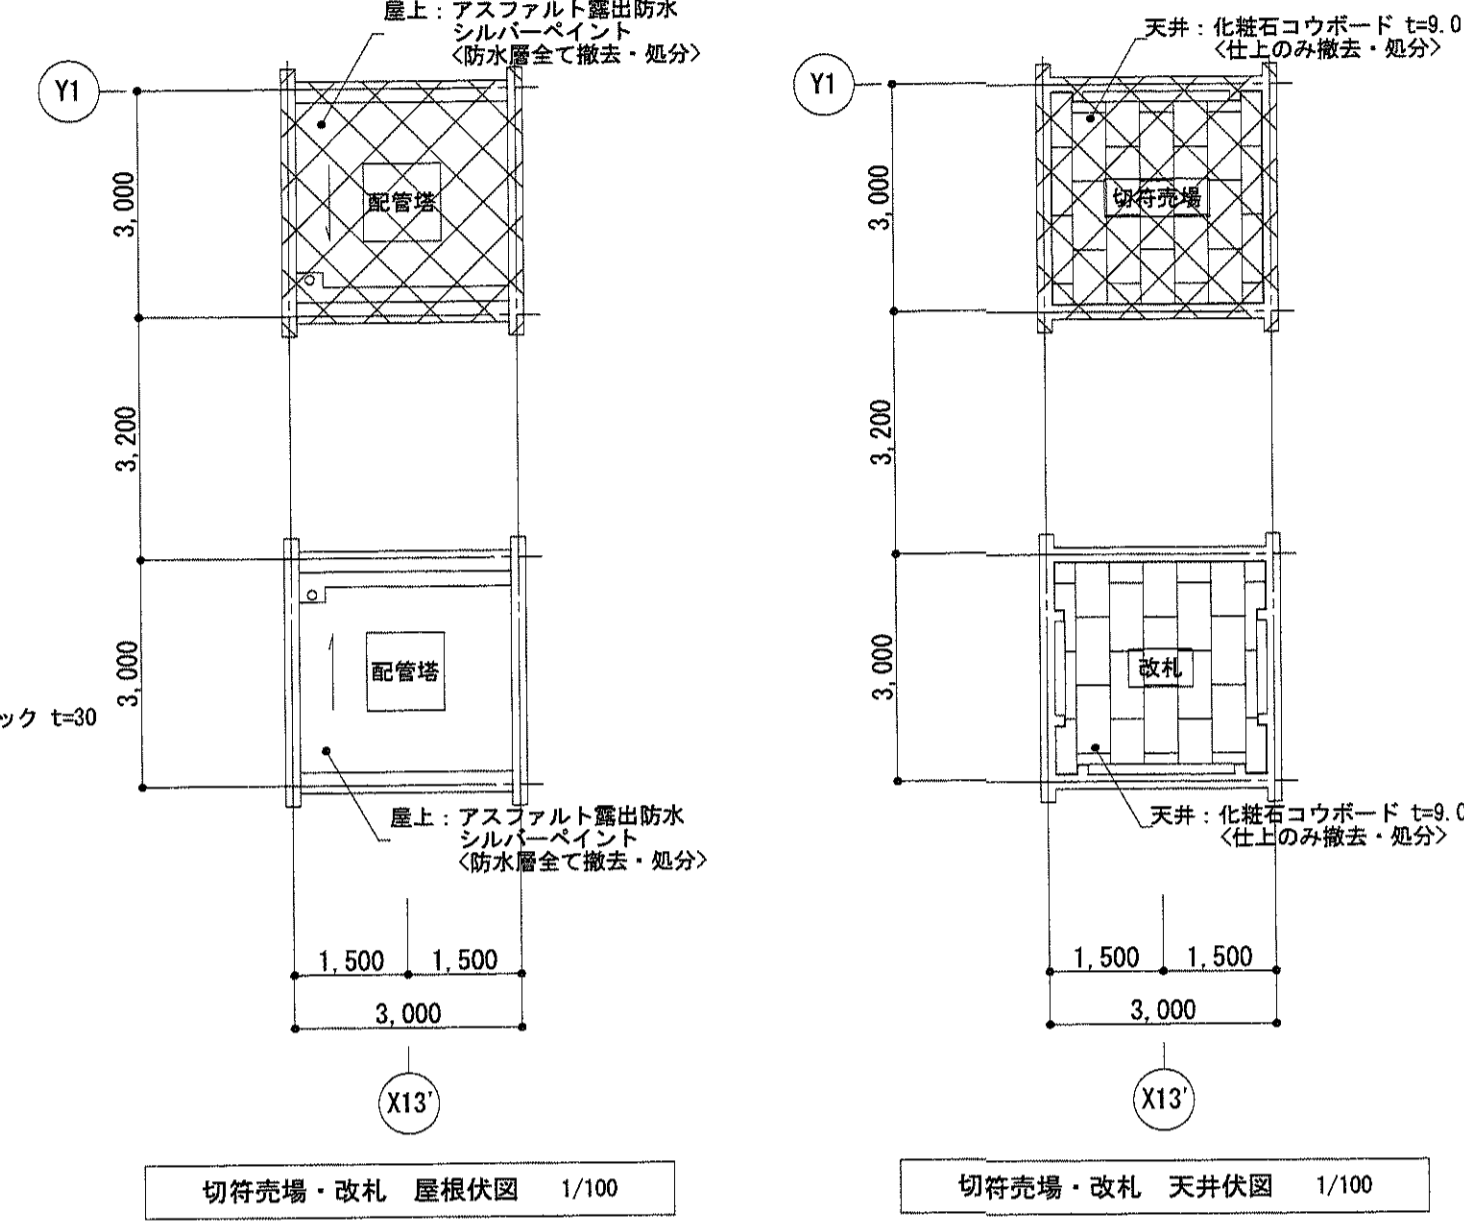 屋上：アスファルト露出防水
シルバーペイント
<防水層全て撤去・処分>
Y1
3,000
配管塔
3,200
3,000
配管塔
ック t=30
屋上：アスファルト露出防水
シルバーペイント
<防水層全て撤去・処分>
1,500 1,500
3,000
X13'
切符売場・改札 屋根伏図 1/100
天井：化粧石コウボード t=9.0
<仕上のみ撤去・処分>
Y1
3,000
切符売場
3,200
3,000
改札
天井：化粧石コウボード t=9.0
<仕上のみ撤去・処分>
1,500 1,500
3,000
X13'
切符売場・改札 天井伏図 1/100